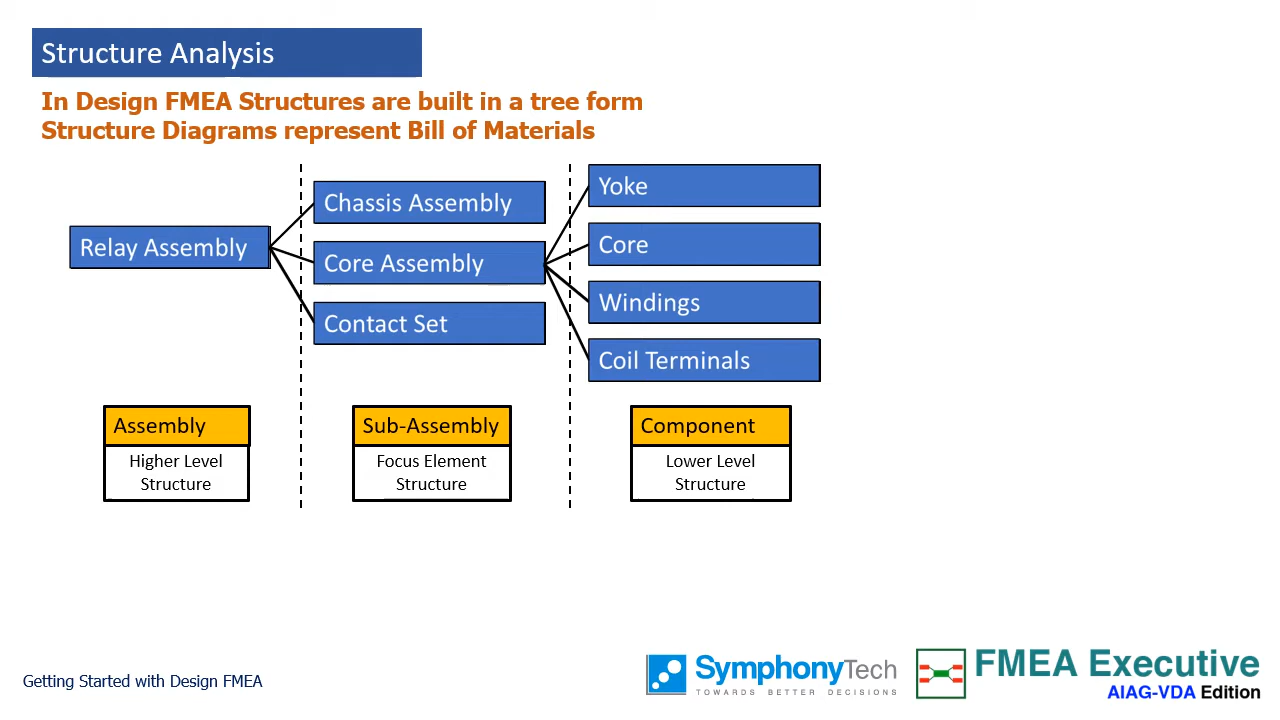 Structure Analysis
In Design FMEA Structures are built in a tree form
Structure Diagrams represent Bill of Materials
Relay Assembly
Chassis Assembly
Core Assembly
Contact Set
Yoke
Core
Windings
Coil Terminals
Assembly
Higher Level
Structure
Sub-Assembly
Focus Element
Structure
Component
Lower Level
Structure
Getting Started with Design FMEA
SymphonyTech
TOWARDS BETTER DECISIONS
FMEA Executive
AIAG-VDA Edition